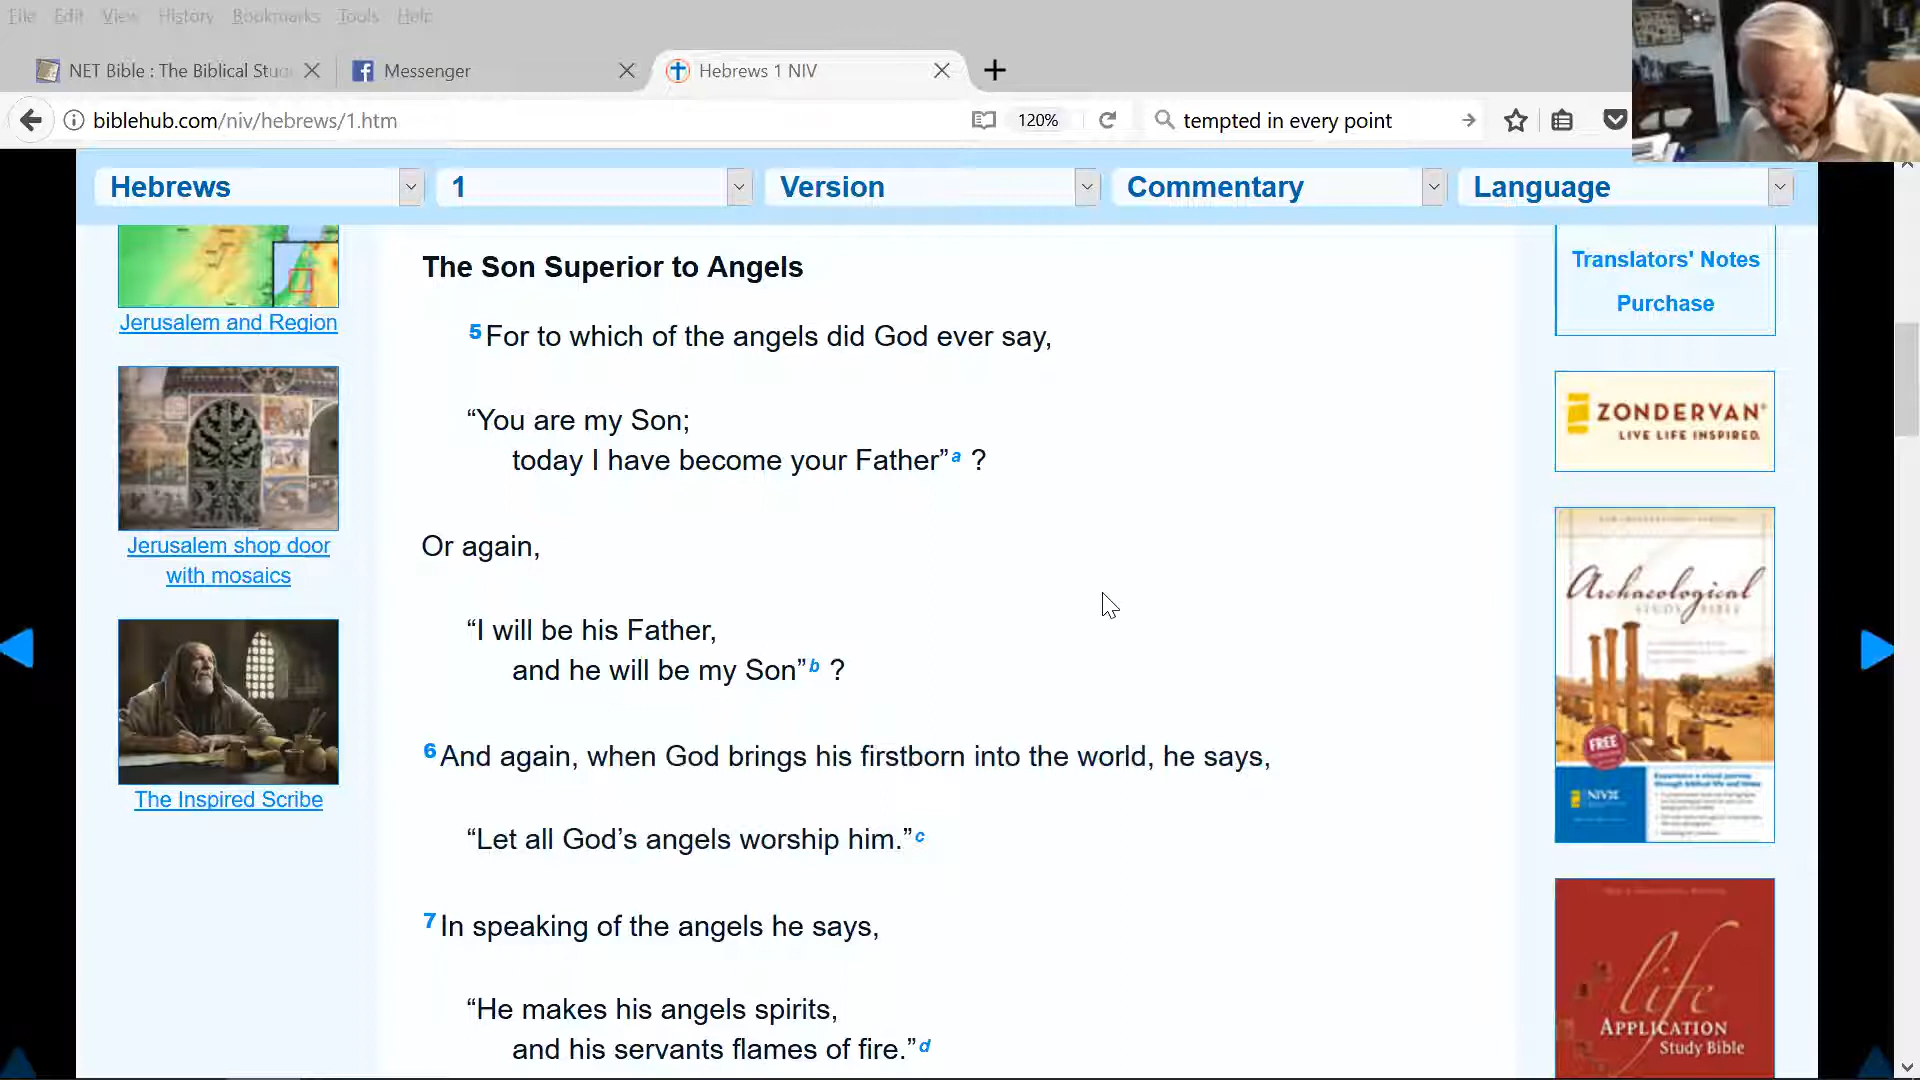 File Edit View History Bookmarks Tools Help
NET Bible : The Biblical Stud
Messenger
Hebrews 1 NIV
biblehub.com/niv/hebrews/1.htm
120%
tempted in every point
Hebrews
1
Version
Commentary
Language
Jerusalem and Region
Jerusalem shop door
with mosaics
The Inspired Scribe
The Son Superior to Angels
5 For to which of the angels did God ever say,
“You are my Son;
today I have become your Father” a ?
Or again,
“I will be his Father,
and he will be my Son” b ?
6 And again, when God brings his firstborn into the world, he says,
“Let all God’s angels worship him.” c
7 In speaking of the angels he says,
“He makes his angels spirits,
and his servants flames of fire.” d
Translators' Notes
Purchase
ZONDERVAN®
LIVE LIFE INSPIRED.
Archaeological
STUDY BIBLE
FREE
NIV
life
APPLICATION
Study Bible